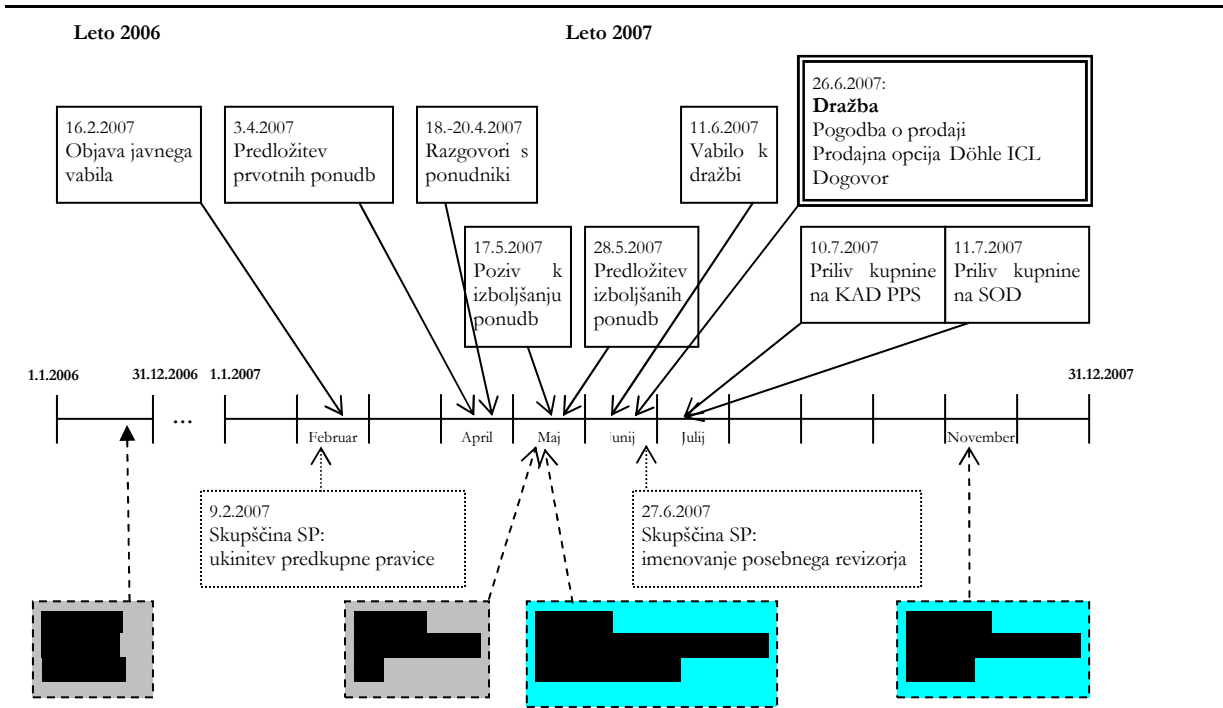 Leto 2006
Leto 2007
26.6.2007:
Dražba
Pogodba o prodaji
Prodajna opcija Döhle ICL
Dogovor
16.2.2007
Objava javnega
vabila
3.4.2007
Predložitev
prvotnih ponudb
18.-20.4.2007
Razgovori s
ponudniki
11.6.2007
Vabilo k
dražbi
17.5.2007
Poziv k
izboljšanju
ponudb
28.5.2007
Predložitev
izboljšanih
ponudb
10.7.2007
Priliv kupnine
na KAD PPS
11.7.2007
Priliv kupnine
na SOD
1.1.2006
31.12.2006
1.1.2007
31.12.2007
...
Februar
April
Maj
Junij
Julij
November
9.2.2007
Skupščina SP:
ukinitev predkupne pravice
27.6.2007
Skupščina SP:
imenovanje posebnega revizorja